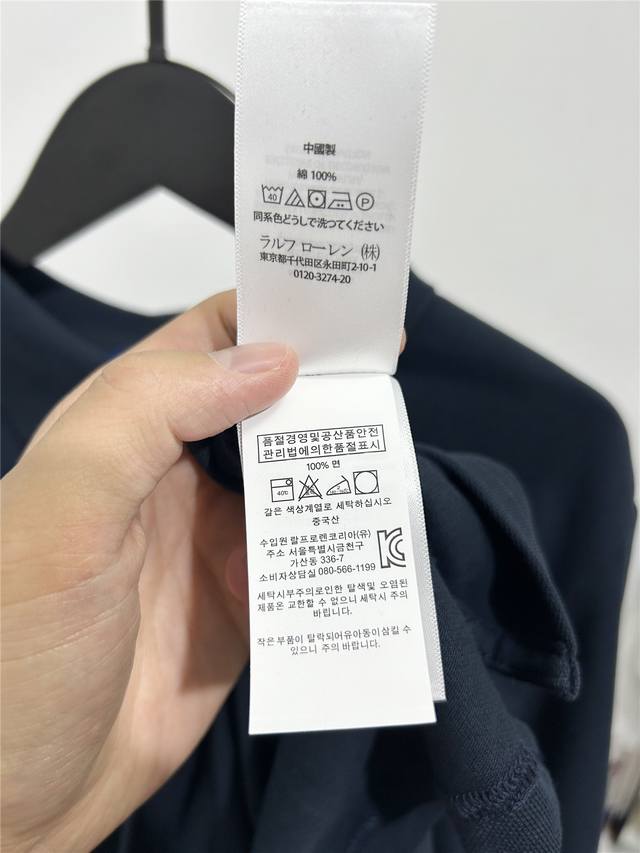 中國製
綿 100%
40
P
同系色どうしで洗つてください
ラルフ ローレン (株)
東京都千代田区永田町2-10-1
0120-3274-20
품절경영및공산품안전
관리법에의한품절표시
100% 면
40℃
갈은 색상계열로 세탁하십시오
중국산
수입원 랄프로렌코리아(유)
주소 서울특별시금천구
가산동 336-7
소비자상담실 080-566-1199
세탁시부주의로인한 탈색및 오염된
제품은 교한할 수 없으니 세탁시 주의
바립니다.
작은 부품이 탈락되어유아동이삼킬 수
있으니 주의 바랍니다.